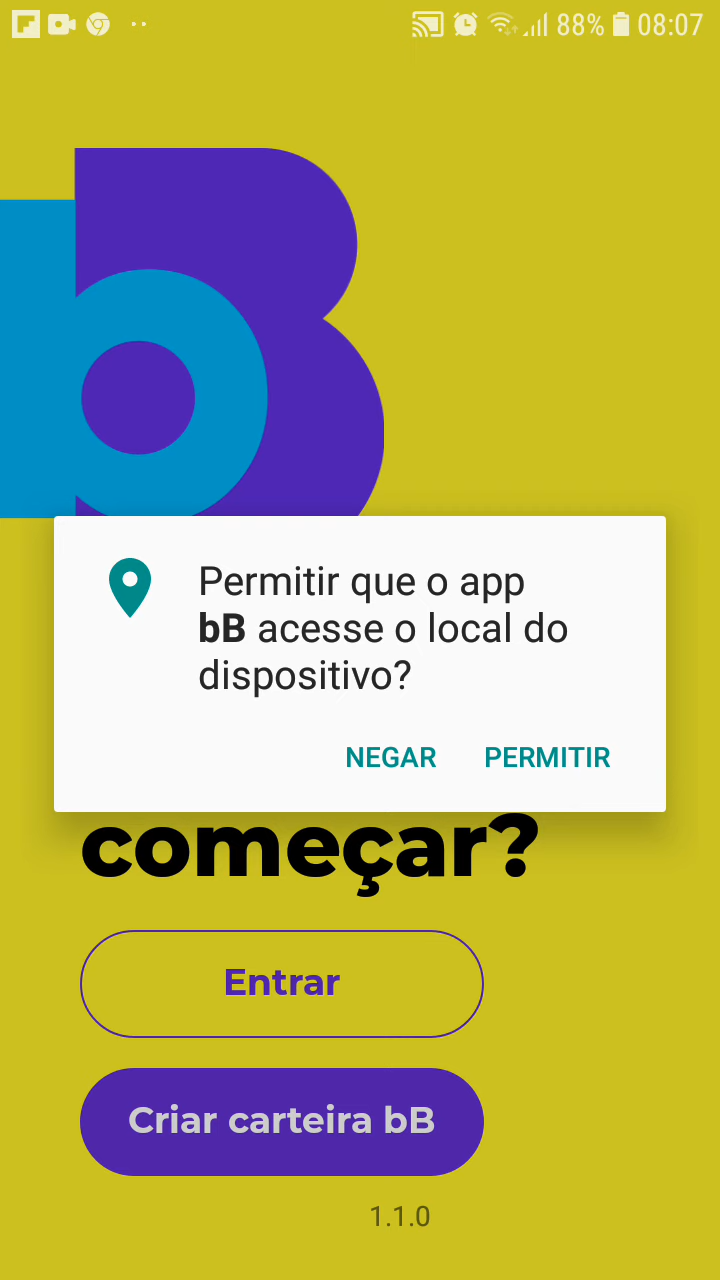 88% 08:07
bB
Permitir que o app
bB acesse o local do
dispositivo?
NEGAR PERMITIR
começar?
Entrar
Criar carteira bB
1.1.0